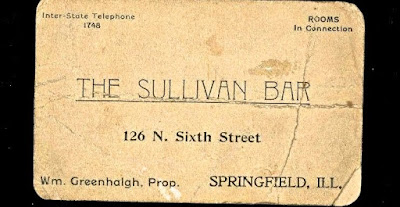 Inter-State Telephone
1748
ROOMS
In Connection
THE SULLIVAN BAR
126 N. Sixth Street
Wm. Greenhalgh, Prop.
SPRINGFIELD, ILL.